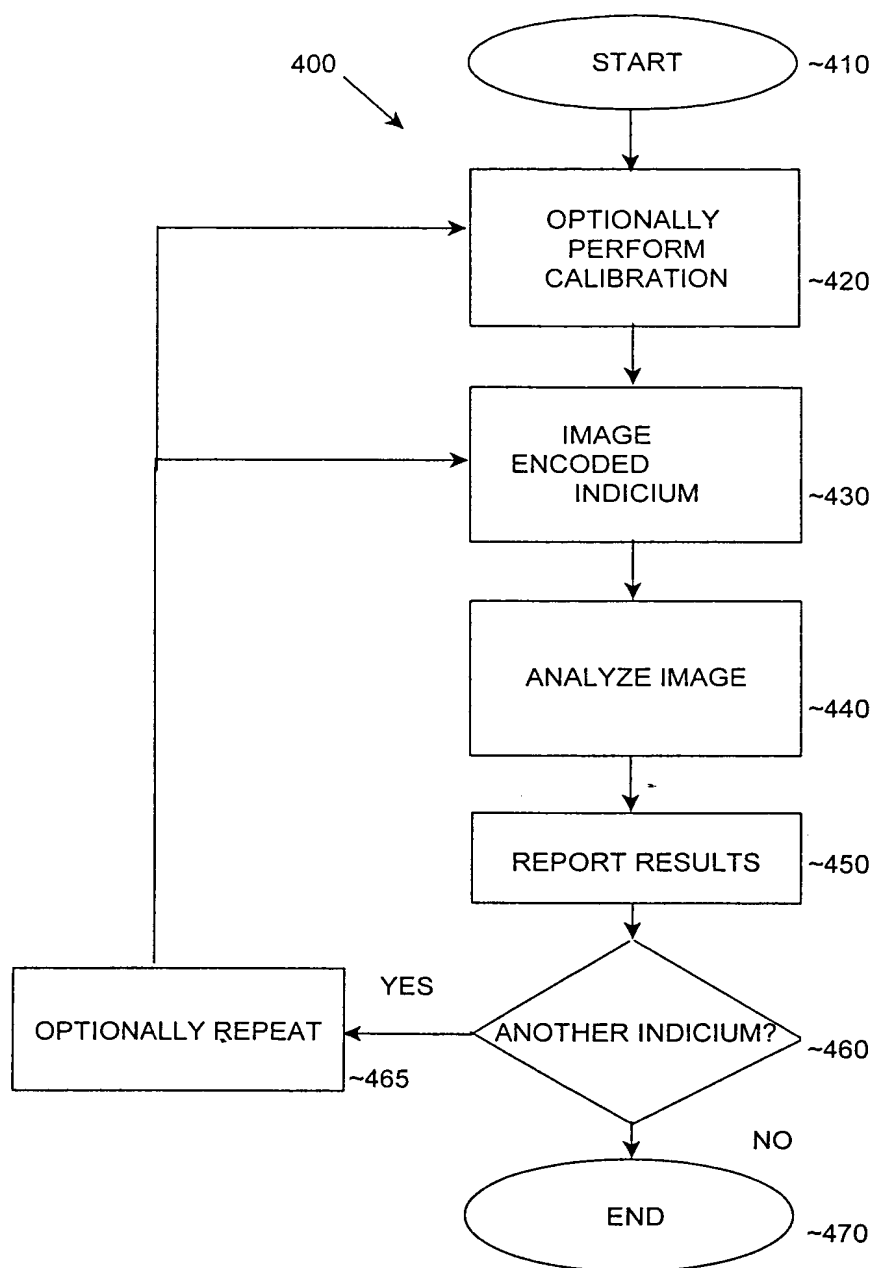 400
START
~410
OPTIONALLY
PERFORM
CALIBRATION
~420
IMAGE
ENCODED
INDICIUM
~430
ANALYZE IMAGE
~440
REPORT RESULTS
~450
YES
ANOTHER INDICIUM?
~460
OPTIONALLY REPEAT
~465
NO
END
~470